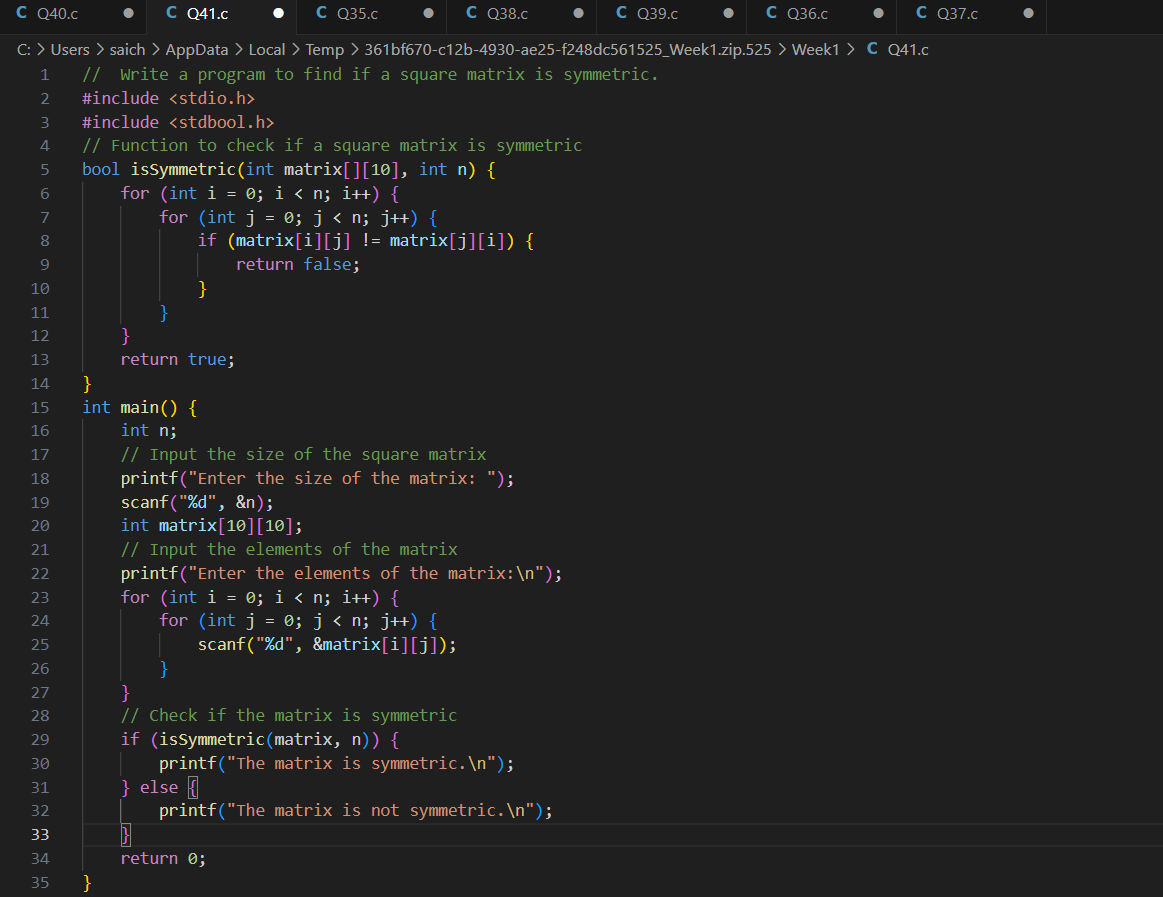 C Q40.c ● C Q41.c ● C Q35.c ● C Q38.c ● C Q39.c ● C Q36.c ● C Q37.c ●
C: > Users > saich > AppData > Local > Temp > 361bf670-c12b-4930-ae25-f248dc561525_Week1.zip.525 > Week1 > C Q41.c
1 //  Write a program to find if a square matrix is symmetric.
2 #include <stdio.h>
3 #include <stdbool.h>
4 // Function to check if a square matrix is symmetric
5 bool isSymmetric(int matrix[][10], int n) {
6     for (int i = 0; i < n; i++) {
7         for (int j = 0; j < n; j++) {
8             if (matrix[i][j] != matrix[j][i]) {
9                 return false;
10             }
11         }
12     }
13     return true;
14 }
15 int main() {
16     int n;
17     // Input the size of the square matrix
18     printf("Enter the size of the matrix: ");
19     scanf("%d", &n);
20     int matrix[10][10];
21     // Input the elements of the matrix
22     printf("Enter the elements of the matrix:\n");
23     for (int i = 0; i < n; i++) {
24         for (int j = 0; j < n; j++) {
25             scanf("%d", &matrix[i][j]);
26         }
27     }
28     // Check if the matrix is symmetric
29     if (isSymmetric(matrix, n)) {
30         printf("The matrix is symmetric.\n");
31     } else {
32         printf("The matrix is not symmetric.\n");
33     }
34     return 0;
35 }